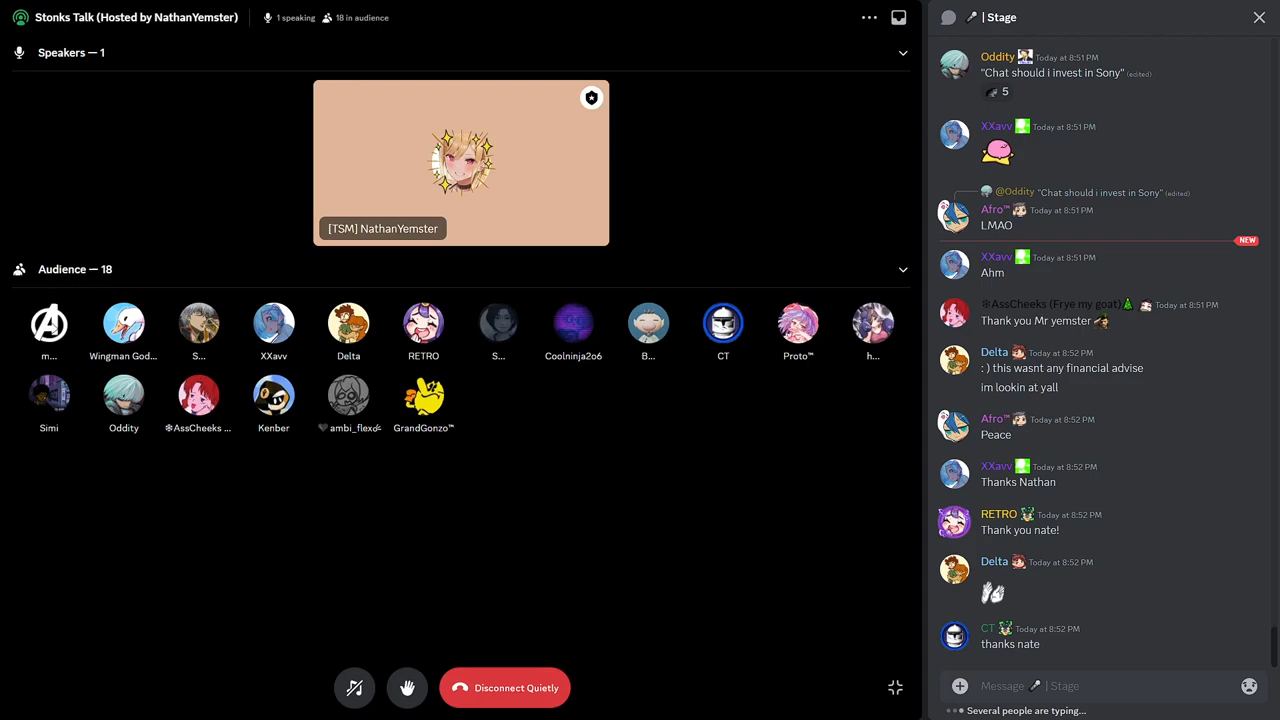 Stonks Talk (Hosted by NathanYemster)
1 speaking
18 in audience
Speakers — 1
[TSM] NathanYemster
Audience — 18
m...
Wingman God...
S...
XXavv
Delta
RETRO
S...
Coolninja2o6
B...
CT
Proto™
h...
Simi
Oddity
❄AssCheeks ...
Kenber
ambi_flex
GrandGonzo™
Disconnect Quietly
🎤 | Stage
Oddity Today at 8:51 PM
"Chat should i invest in Sony" (edited)
5
XXavv Today at 8:51 PM
@Oddity "Chat should i invest in Sony" (edited)
Afro™ Today at 8:51 PM
LMAO
NEW
XXavv Today at 8:51 PM
Ahm
❄AssCheeks (Frye my goat)🌲 Today at 8:51 PM
Thank you Mr yemster
Delta Today at 8:52 PM
: ) this wasnt any financial advise
im lookin at yall
Afro™ Today at 8:52 PM
Peace
XXavv Today at 8:52 PM
Thanks Nathan
RETRO Today at 8:52 PM
Thank you nate!
Delta Today at 8:52 PM
CT Today at 8:52 PM
thanks nate
Message 🎤 | Stage
Several people are typing...